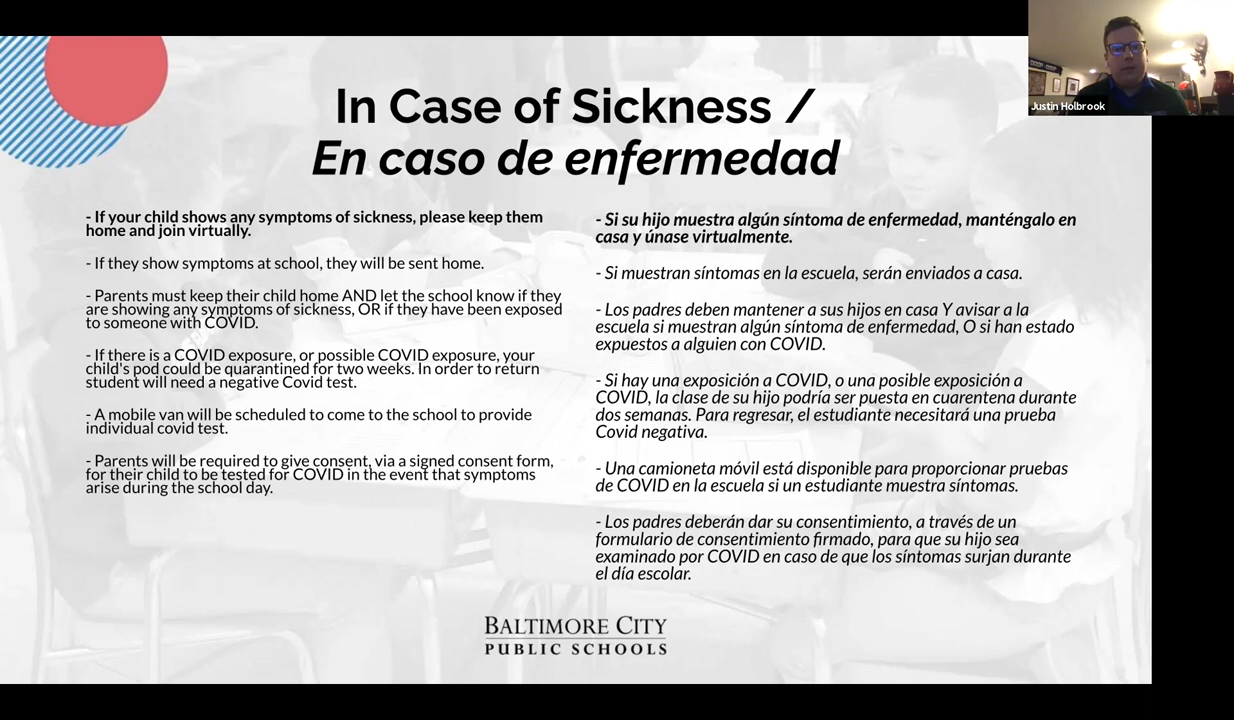 In Case of Sickness /
En caso de enfermedad
Justin Holbrook
- If your child shows any symptoms of sickness, please keep them
home and join virtually.
- If they show symptoms at school, they will be sent home.
- Parents must keep their child home AND let the school know if they
are showing any symptoms of sickness, OR if they have been exposed
to someone with COVID.
- If there is a COVID exposure, or possible COVID exposure, your
child's pod could be quarantined for two weeks. In order to return
student will need a negative Covid test.
- A mobile van will be scheduled to come to the school to provide
individual covid test.
- Parents will be required to give consent, via a signed consent form,
for their child to be tested for COVID in the event that symptoms
arise during the school day.
- Si su hijo muestra algún síntoma de enfermedad, manténgalo en
casa y únase virtualmente.
- Si muestran síntomas en la escuela, serán enviados a casa.
- Los padres deben mantener a sus hijos en casa Y avisar a la
escuela si muestran algún síntoma de enfermedad, O si han estado
expuestos a alguien con COVID.
- Si hay una exposición a COVID, o una posible exposición a
COVID, la clase de su hijo podría ser puesta en cuarentena durante
dos semanas. Para regresar, el estudiante necesitará una prueba
Covid negativa.
- Una camioneta móvil está disponible para proporcionar pruebas
de COVID en la escuela si un estudiante muestra síntomas.
- Los padres deberán dar su consentimiento, a través de un
formulario de consentimiento firmado, para que su hijo sea
examinado por COVID en caso de que los síntomas surjan durante
el día escolar.
BALTIMORE CITY
PUBLIC SCHOOLS